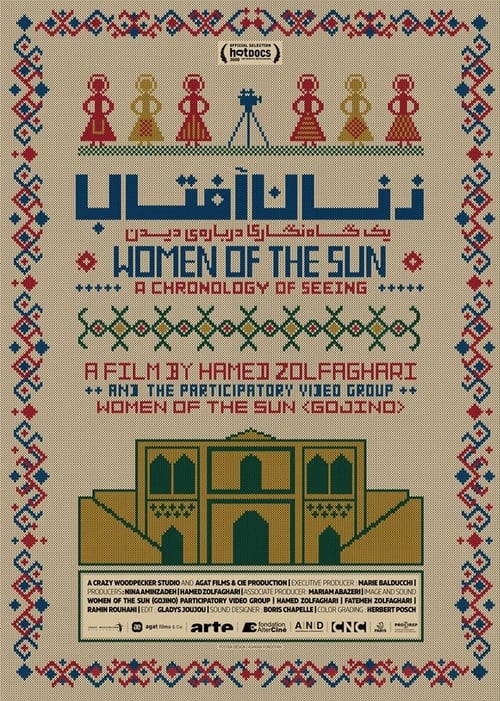 OFFICIAL SELECTION
hotDOCS
2020
زنان آفتاب
یک گاه‌نگاری درباره‌ی دیدن
WOMEN OF THE SUN
A CHRONOLOGY OF SEEING
A FILM BY HAMED ZOLFAGHARI
AND THE PARTICIPATORY VIDEO GROUP
WOMEN OF THE SUN <GOJINO>
A CRAZY WOODPECKER STUDIO AND AGAT FILMS & CIE PRODUCTION | EXECUTIVE PRODUCER : MARIE BALDUCCHI |
PRODUCERS : NINA AMINZADEH | HAMED ZOLFAGHARI | ASSOCIATE PRODUCER : MARIAM ABAZERI | IMAGE AND SOUND
WOMEN OF THE SUN (GOJINO) PARTICIPATORY VIDEO GROUP | HAMED ZOLFAGHARI | FATEMEH ZOLFAGHARI |
RAMIN ROUHANI | EDIT : GLADYS JOUJOU | SOUND DESIGNER : BORIS CHAPELLE | COLOR GRADING : HERBERT POSCH
agat films & Cie arte fondation AlterCiné A|N|D CNC PARIS PROCIREP